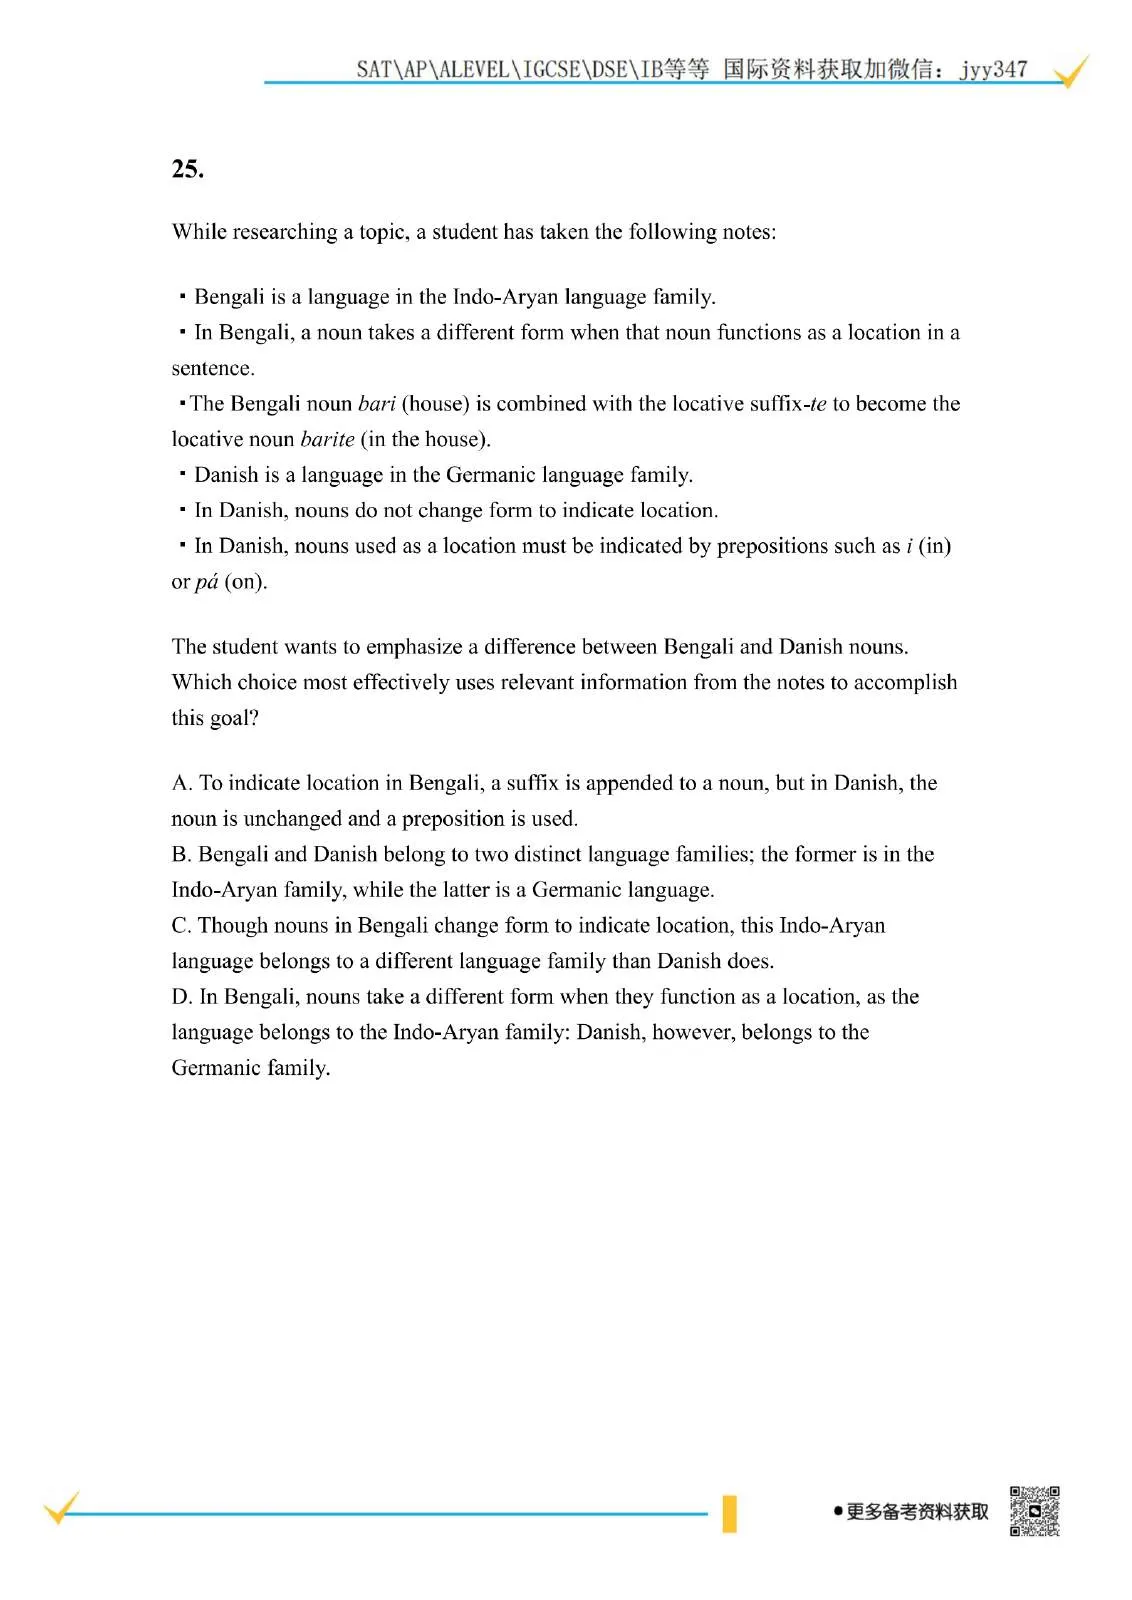 SAT\AP\ALEVEL\IGCSE\DSE\IB等等 国际资料获取加微信：jyy347
25.
While researching a topic, a student has taken the following notes:
▪ Bengali is a language in the Indo-Aryan language family.
▪ In Bengali, a noun takes a different form when that noun functions as a location in a
sentence.
▪The Bengali noun bari (house) is combined with the locative suffix-te to become the
locative noun barite (in the house).
▪ Danish is a language in the Germanic language family.
▪ In Danish, nouns do not change form to indicate location.
▪ In Danish, nouns used as a location must be indicated by prepositions such as i (in)
or pá (on).
The student wants to emphasize a difference between Bengali and Danish nouns.
Which choice most effectively uses relevant information from the notes to accomplish
this goal?
A. To indicate location in Bengali, a suffix is appended to a noun, but in Danish, the
noun is unchanged and a preposition is used.
B. Bengali and Danish belong to two distinct language families; the former is in the
Indo-Aryan family, while the latter is a Germanic language.
C. Though nouns in Bengali change form to indicate location, this Indo-Aryan
language belongs to a different language family than Danish does.
D. In Bengali, nouns take a different form when they function as a location, as the
language belongs to the Indo-Aryan family: Danish, however, belongs to the
Germanic family.
●更多备考资料获取